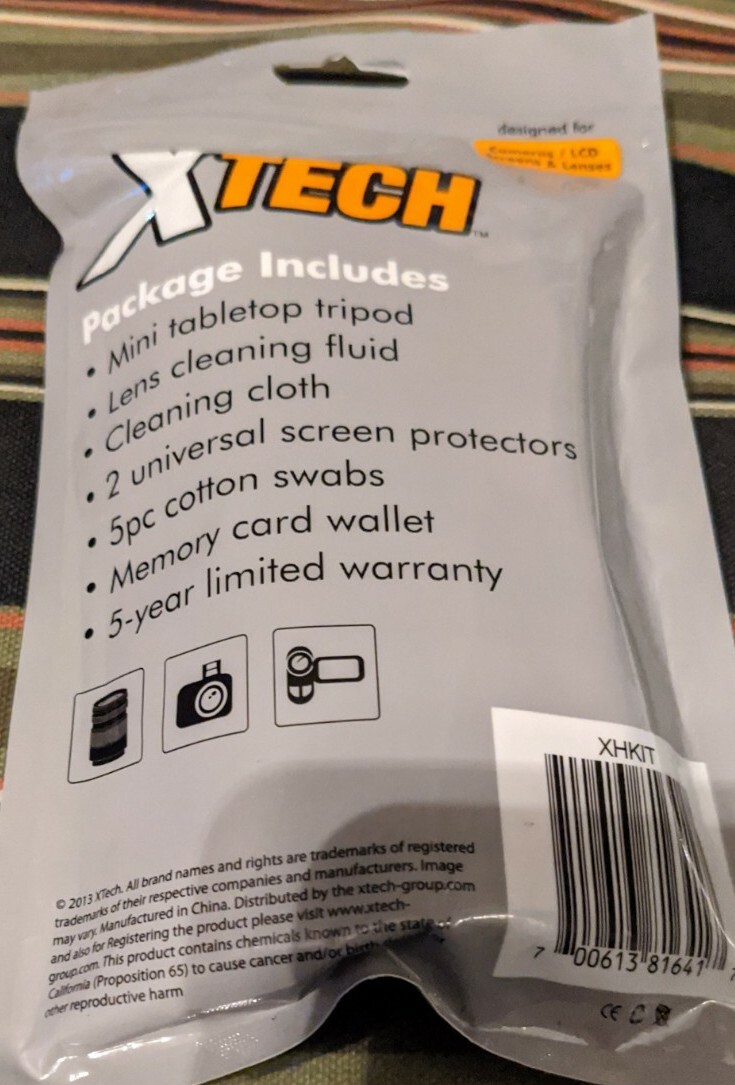 designed for
Cameras / LCD
Screens & Lenses
XTECH™
Package Includes
• Mini tabletop tripod
• Lens cleaning fluid
• Cleaning cloth
• 2 universal screen protectors
• 5pc cotton swabs
• Memory card wallet
• 5-year limited warranty
XHKIT
© 2013 XTech. All brand names and rights are trademarks of registered
trademarks of their respective companies and manufacturers. Image
may vary. Manufactured in China. Distributed by the xtech-group.com
and also for Registering the product please visit www.xtech-
group.com. This product contains chemicals known to the state of
California (Proposition 65) to cause cancer and/or birth
other reproductive harm
7 00613 81641
CE